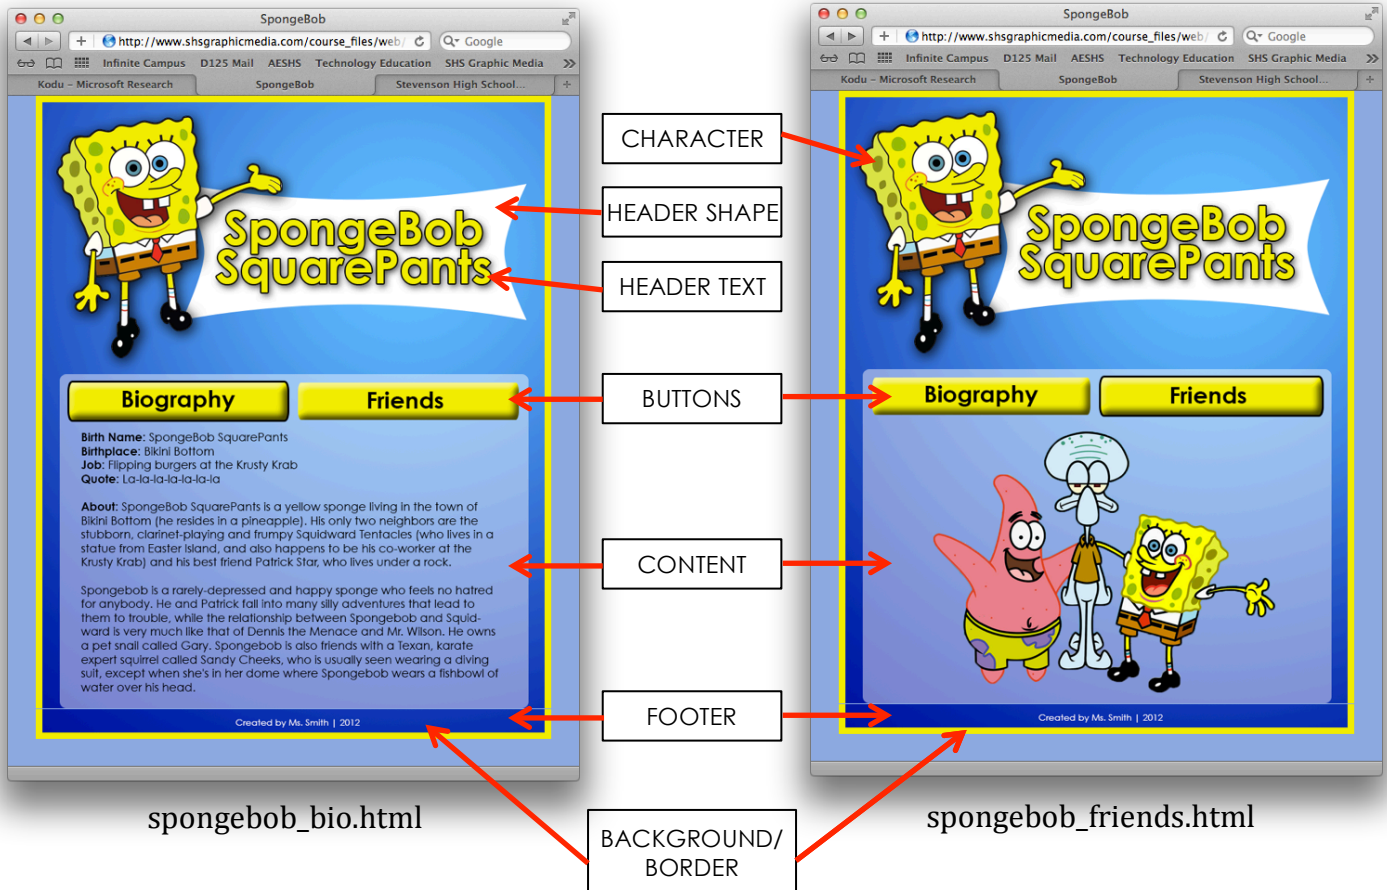 SpongeBob
http://www.shsgraphicmedia.com/course_files/web/
Google
Infinite Campus D125 Mail AESHS Technology Education SHS Graphic Media
Kodu – Microsoft Research SpongeBob Stevenson High School...
SpongeBob
SquarePants
Biography Friends
Birth Name: SpongeBob SquarePants
Birthplace: Bikini Bottom
Job: Flipping burgers at the Krusty Krab
Quote: La-la-la-la-la-la-la
About: SpongeBob SquarePants is a yellow sponge living in the town of
Bikini Bottom (he resides in a pineapple). His only two neighbors are the
stubborn, clarinet-playing and frumpy Squidward Tentacles (who lives in a
statue from Easter Island, and also happens to be his co-worker at the
Krusty Krab) and his best friend Patrick Star, who lives under a rock.
Spongebob is a rarely-depressed and happy sponge who feels no hatred
for anybody. He and Patrick fall into many silly adventures that lead to
them to trouble, while the relationship between Spongebob and Squid-
ward is very much like that of Dennis the Menace and Mr. Wilson. He owns
a pet snail called Gary. Spongebob is also friends with a Texan, karate
expert squirrel called Sandy Cheeks, who is usually seen wearing a diving
suit, except when she's in her dome where Spongebob wears a fishbowl of
water over his head.
Created by Ms. Smith | 2012
spongebob_bio.html
CHARACTER
HEADER SHAPE
HEADER TEXT
BUTTONS
CONTENT
FOOTER
BACKGROUND/
BORDER
SpongeBob
http://www.shsgraphicmedia.com/course_files/web/
Google
Infinite Campus D125 Mail AESHS Technology Education SHS Graphic Media
Kodu – Microsoft Research SpongeBob Stevenson High School...
SpongeBob
SquarePants
Biography Friends
Created by Ms. Smith | 2012
spongebob_friends.html